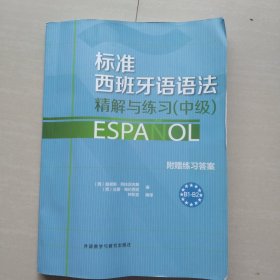 标准
西班牙语语法
精解与练习(中级)
ESPAÑOL
附赠练习答案
B1-B2
外语教学与研究出版社